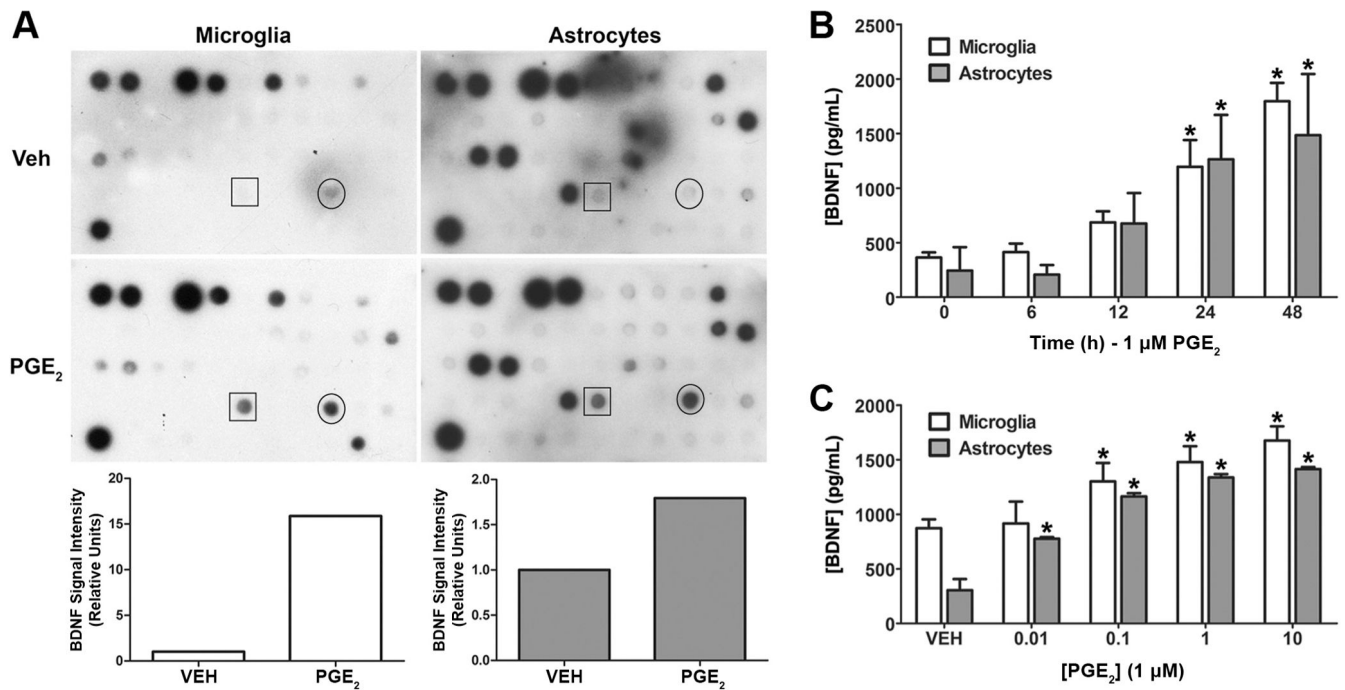 A
Microglia
Astrocytes
Veh
PGE2
BDNF Signal Intensity
(Relative Units)
20
15
10
5
0
VEH
PGE2
BDNF Signal Intensity
(Relative Units)
2.0
1.5
1.0
0.5
0.0
VEH
PGE2
B
[BDNF] (pg/mL)
2500
2000
1500
1000
500
0
Microglia
Astrocytes
* * * *
0 6 12 24 48
Time (h) - 1 µM PGE2
C
[BDNF] (pg/mL)
2000
1500
1000
500
0
Microglia
Astrocytes
* * * * * * *
VEH 0.01 0.1 1 10
[PGE2] (1 µM)